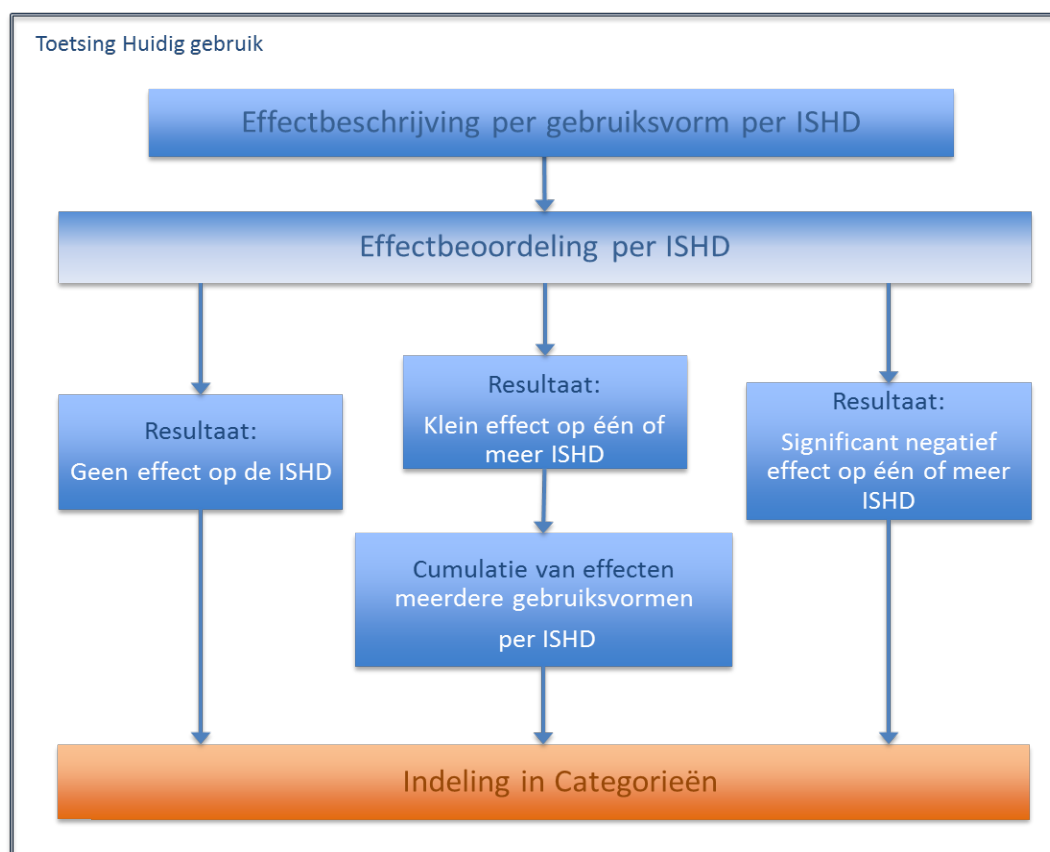 Toetsing Huidig gebruik
Effectbeschrijving per gebruiksvorm per ISHD
Effectbeoordeling per ISHD
Resultaat:
Geen effect op de ISHD
Resultaat:
Klein effect op één of
meer ISHD
Resultaat:
Significant negatief
effect op één of meer
ISHD
Cumulatie van effecten
meerdere gebruiksvormen
per ISHD
Indeling in Categorieën